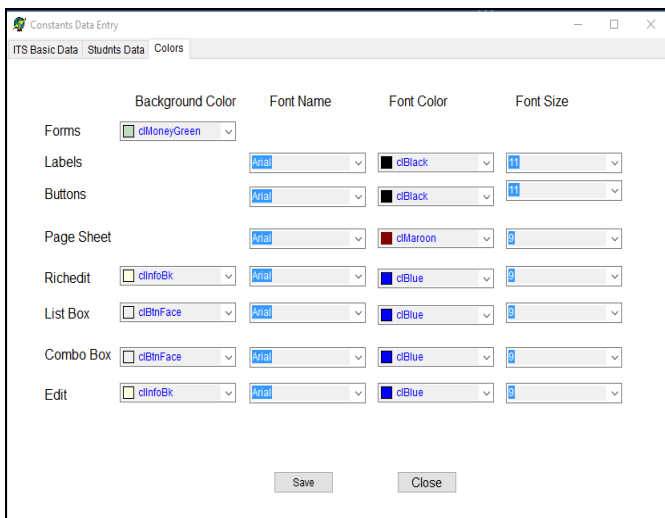 Constants Data Entry
ITS Basic Data Studnts Data Colors
Background Color Font Name Font Color Font Size
Forms clMoneyGreen
Labels Arial clBlack 11
Buttons Arial clBlack 11
Page Sheet Arial clMaroon 9
Richedit clInfoBk Arial clBlue 9
List Box clBtnFace Arial clBlue 9
Combo Box clBtnFace Arial clBlue 9
Edit clInfoBk Arial clBlue 9
Save Close